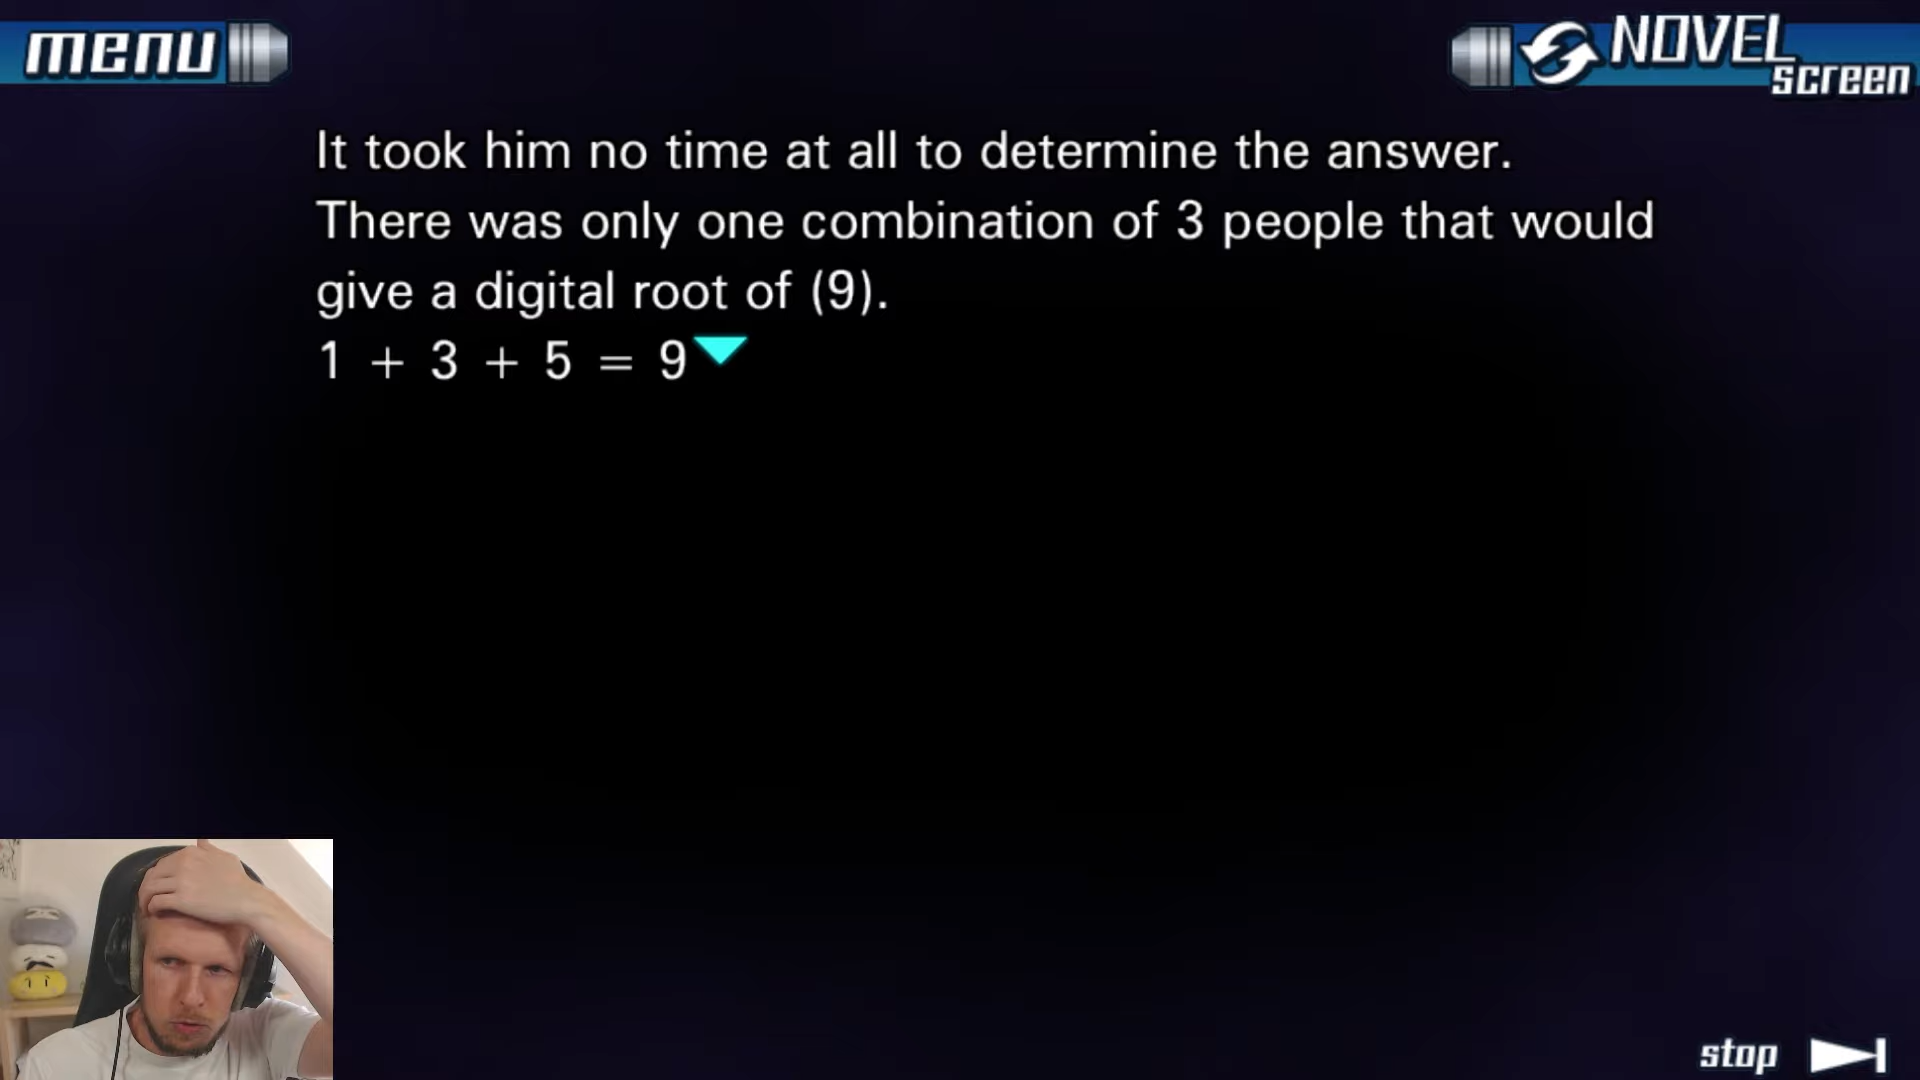 menu
NOVEL
screen
It took him no time at all to determine the answer.
There was only one combination of 3 people that would
give a digital root of (9).
1 + 3 + 5 = 9
stop